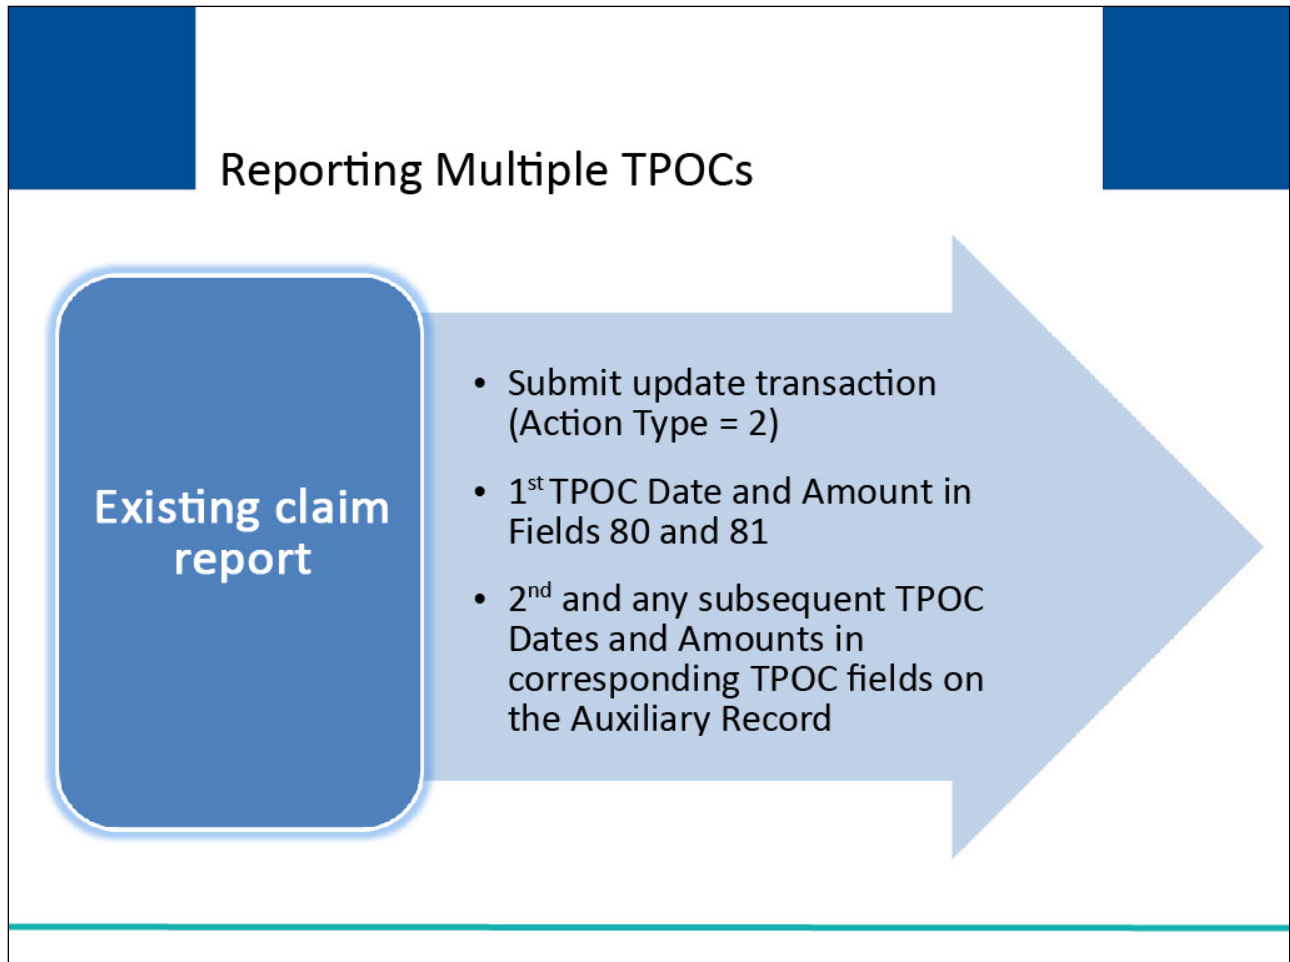 Reporting Multiple TPOCs
Existing claim
report
• Submit update transaction
(Action Type = 2)
• 1st TPOC Date and Amount in
Fields 80 and 81
• 2nd and any subsequent TPOC
Dates and Amounts in
corresponding TPOC fields on
the Auxiliary Record